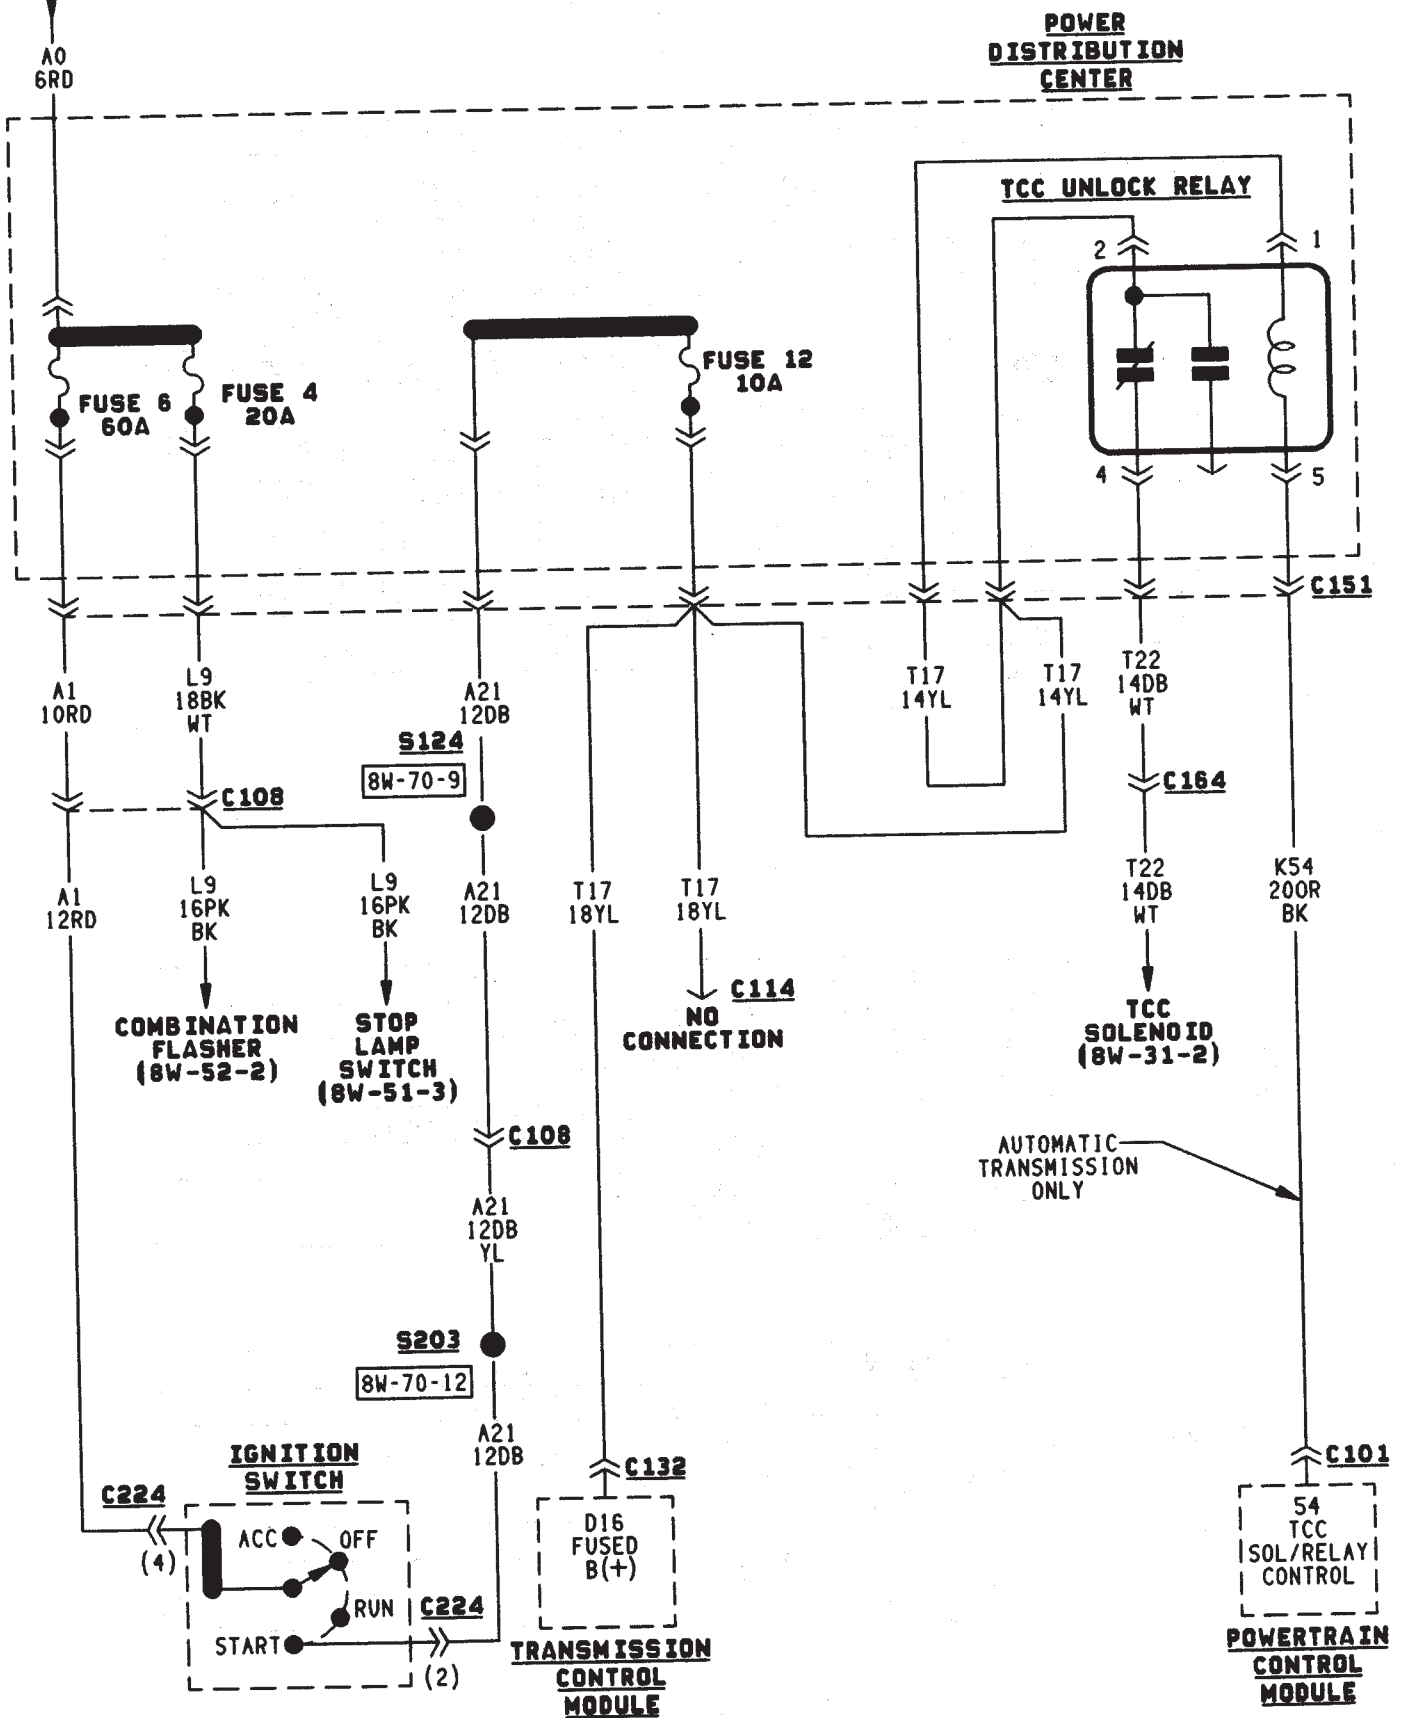 POWER
DISTRIBUTION
CENTER
A0
6RD
TCC UNLOCK RELAY
2
1
FUSE 6
60A
FUSE 4
20A
FUSE 12
10A
4
5
C151
A1
10RD
L9
18BK
WT
A21
12DB
T17
14YL
T17
14YL
T22
14DB
WT
S124
8W-70-9
C108
C164
A1
12RD
L9
16PK
BK
L9
16PK
BK
A21
12DB
T17
18YL
T17
18YL
T22
14DB
WT
K54
20OR
BK
COMBINATION
FLASHER
(8W-52-2)
STOP
LAMP
SWITCH
(8W-51-3)
C114
NO
CONNECTION
TCC
SOLENOID
(8W-31-2)
C108
AUTOMATIC
TRANSMISSION
ONLY
A21
12DB
YL
S203
8W-70-12
A21
12DB
IGNITION
SWITCH
C224
(4)
ACC
OFF
RUN
START
C224
(2)
C132
D16
FUSED
B(+)
TRANSMISSION
CONTROL
MODULE
C101
54
TCC
SOL/RELAY
CONTROL
POWERTRAIN
CONTROL
MODULE